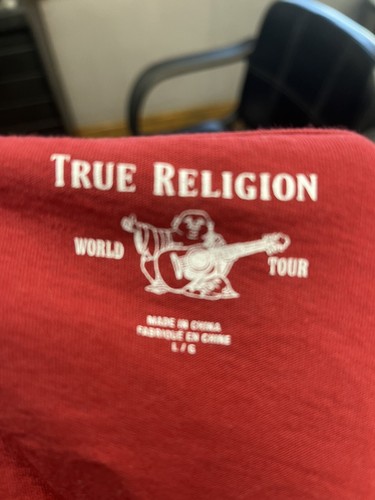 TRUE RELIGION
WORLD TOUR
MADE IN CHINA
FABRIQUÉ EN CHINE
L / G